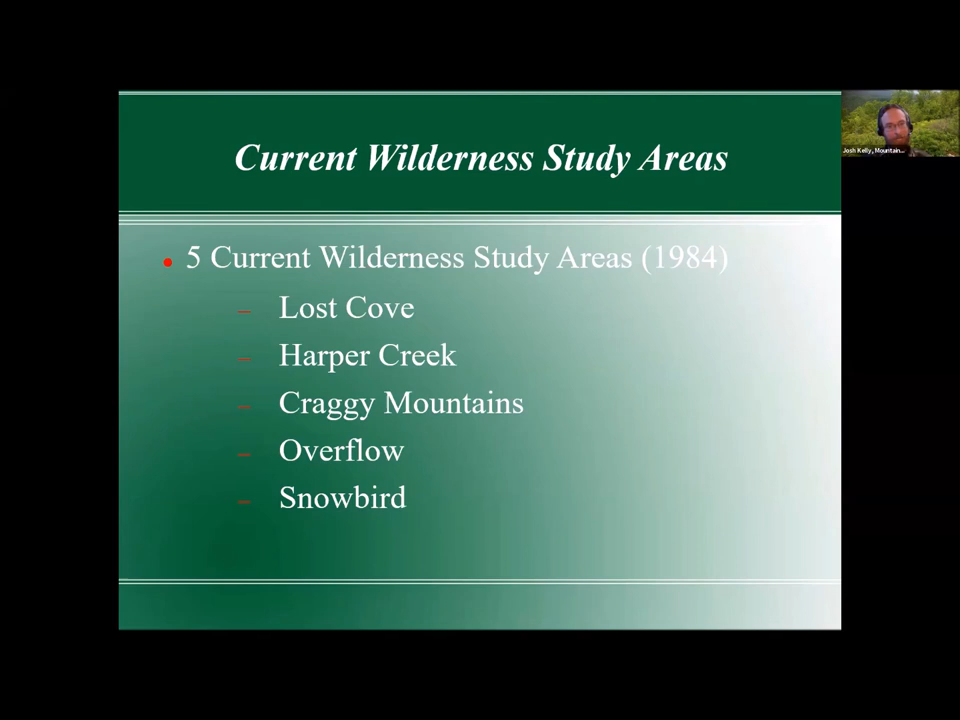 Current Wilderness Study Areas
Josh Kelly, Mountain...
• 5 Current Wilderness Study Areas (1984)
– Lost Cove
– Harper Creek
– Craggy Mountains
– Overflow
– Snowbird